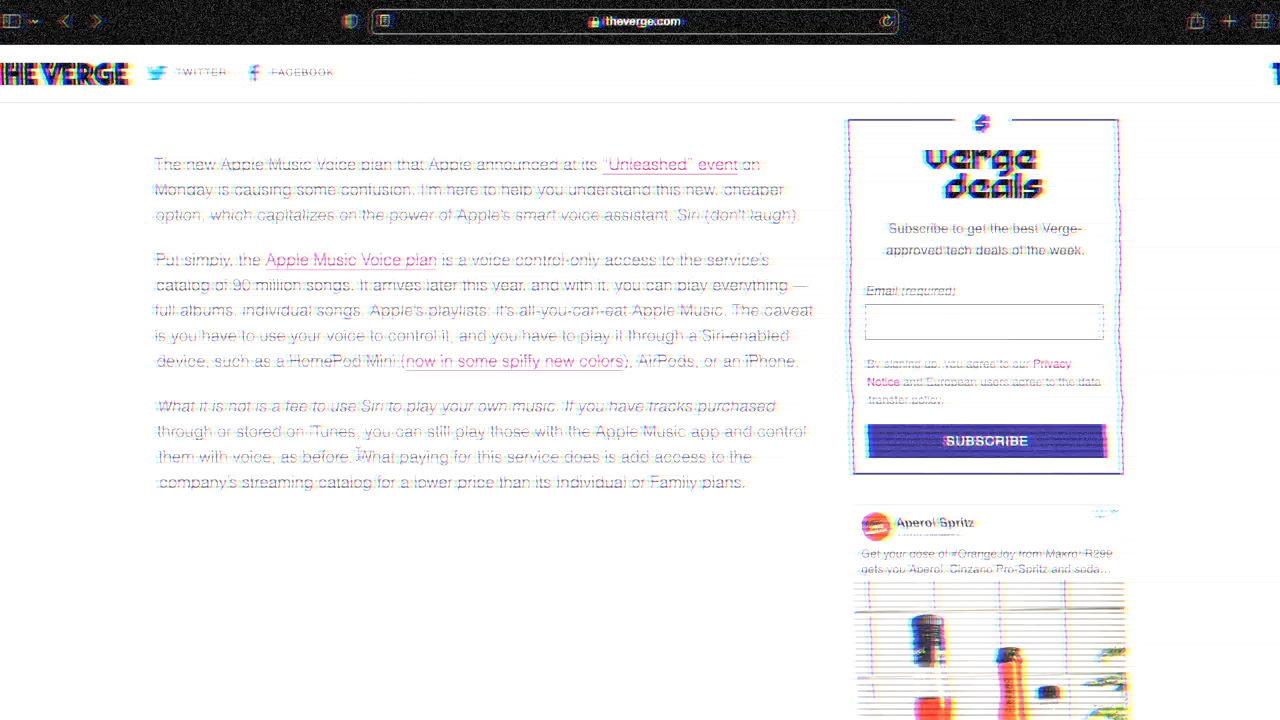 theverge.com
THE VERGE
TWITTER
FACEBOOK
The new Apple Music Voice plan that Apple announced at its "Unleashed" event on
Monday is causing some confusion. I'm here to help you understand this new, cheaper
option, which capitalizes on the power of Apple's smart voice assistant, Siri (don't laugh)
Put simply, the Apple Music Voice plan is a voice control-only access to the service's
catalog of 90 million songs. It arrives later this year, and with it, you can play everything —
full albums, individual songs, Apple's playlists, it's all-you-can-eat Apple Music. The caveat
is you have to use your voice to control it, and you have to play it through a Siri-enabled
device, such as a HomePod Mini (now in some spiffy new colors), AirPods, or an iPhone.
What it is not is a fee to use Siri to play your own music. If you have tracks purchased
through or stored on iTunes, you can still play those with the Apple Music app and control
them with voice, as before. What paying for this service does is add access to the
company's streaming catalog for a lower price than its individual or Family plans.
verge
deals
Subscribe to get the best Verge-
approved tech deals of the week.
Email (required)
By signing up, you agree to our Privacy
Notice and European users agree to the data
transfer policy.
SUBSCRIBE
Aperol Spritz
Get your dose of #OrangeJoy from Makro! R299
gets you Aperol, Cinzano Pro-Spritz and soda...